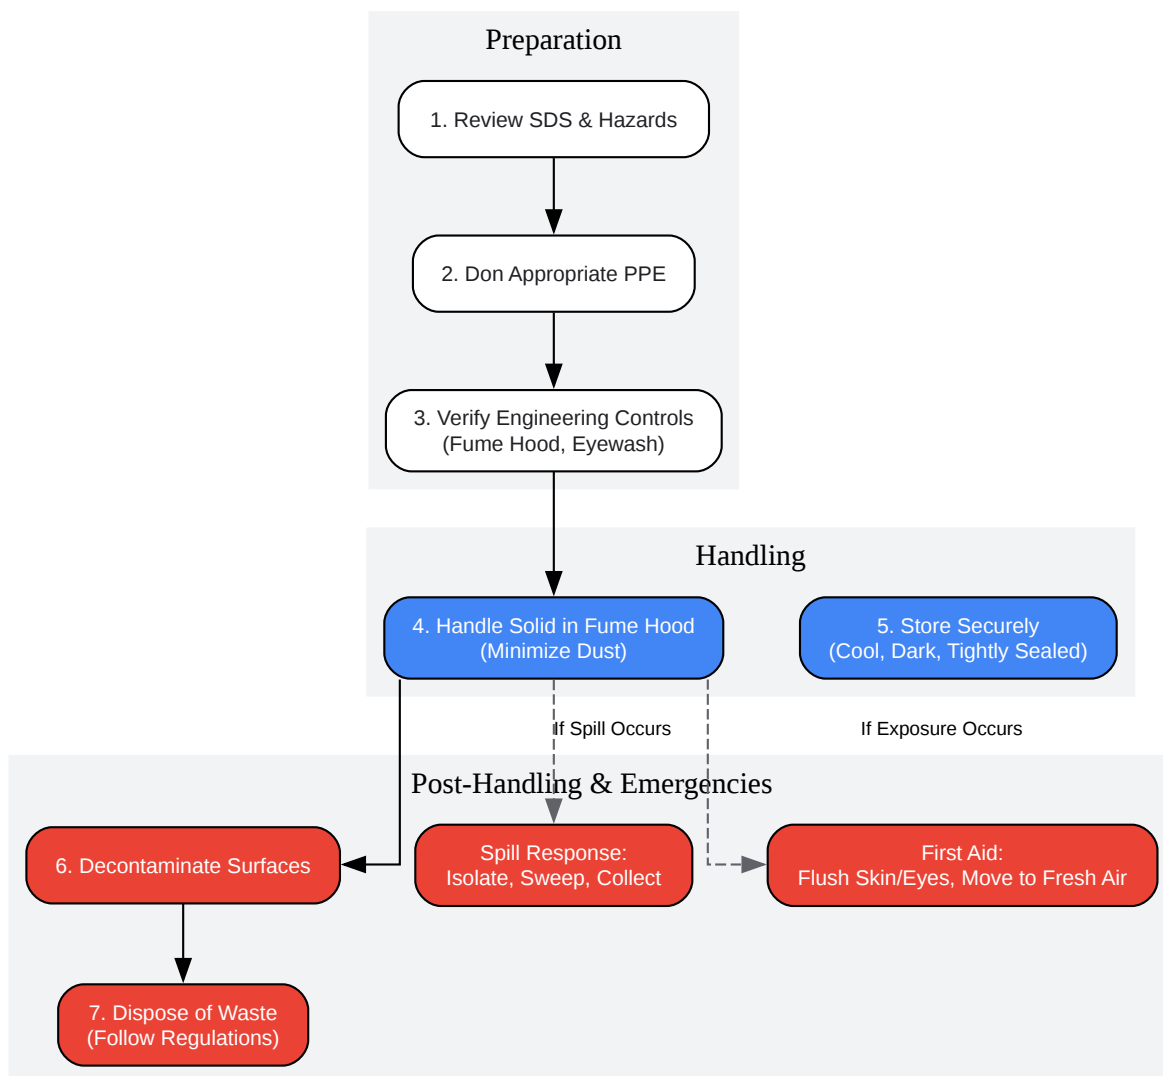 Preparation
1. Review SDS & Hazards
2. Don Appropriate PPE
3. Verify Engineering Controls
(Fume Hood, Eyewash)
Handling
4. Handle Solid in Fume Hood
(Minimize Dust)
5. Store Securely
(Cool, Dark, Tightly Sealed)
If Spill Occurs
If Exposure Occurs
Post-Handling & Emergencies
6. Decontaminate Surfaces
Spill Response:
Isolate, Sweep, Collect
First Aid:
Flush Skin/Eyes, Move to Fresh Air
7. Dispose of Waste
(Follow Regulations)